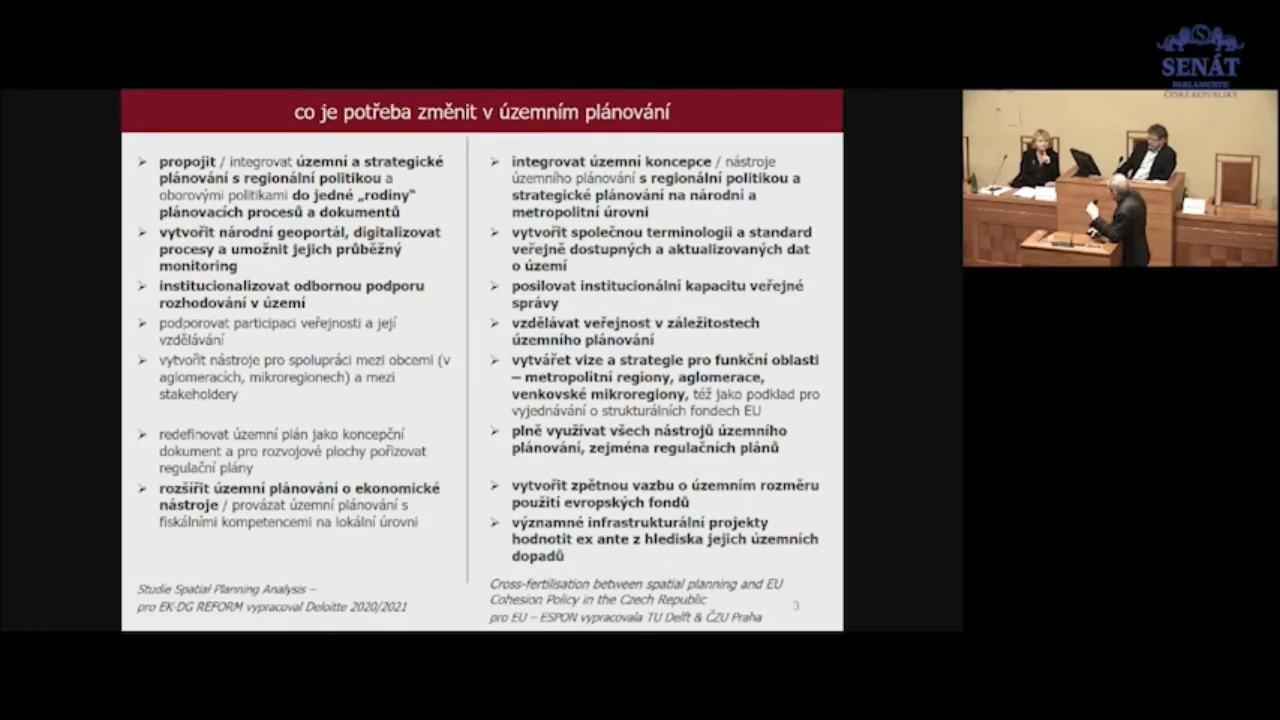 SENÁT
PARLAMENTU
ČESKÉ REPUBLIKY
co je potřeba změnit v územním plánování
➢ propojit / integrovat územní a strategické
plánování s regionální politikou a
oborovými politikami do jedné „rodiny“
plánovacích procesů a dokumentů
➢ vytvořit národní geoportál, digitalizovat
procesy a umožnit jejich průběžný
monitoring
➢ institucionalizovat odbornou podporu
rozhodování v území
➢ podporovat participaci veřejnosti a její
vzdělávání
➢ vytvořit nástroje pro spolupráci mezi obcemi (v
aglomeracích, mikroregionech) a mezi
stakeholdery
➢ redefinovat územní plán jako koncepční
dokument a pro rozvojové plochy pořizovat
regulační plány
➢ rozšířit územní plánování o ekonomické
nástroje / provázat územní plánování s
fiskálními kompetencemi na lokální úrovni
Studie Spatial Planning Analysis –
pro EK-DG REFORM vypracoval Deloitte 2020/2021
➢ integrovat územní koncepce / nástroje
územního plánování s regionální politikou a
strategické plánování na národní a
metropolitní úrovni
➢ vytvořit společnou terminologii a standard
veřejně dostupných a aktualizovaných dat
o území
➢ posilovat institucionální kapacitu veřejné
správy
➢ vzdělávat veřejnost v záležitostech
územního plánování
➢ vytvářet vize a strategie pro funkční oblasti
– metropolitní regiony, aglomerace,
venkovské mikroregiony, též jako podklad pro
vyjednávání o strukturálních fondech EU
➢ plně využívat všech nástrojů územního
plánování, zejména regulačních plánů
➢ vytvořit zpětnou vazbu o územním rozměru
použití evropských fondů
➢ významné infrastrukturální projekty
hodnotit ex ante z hlediska jejich územních
dopadů
Cross-fertilisation between spatial planning and EU
Cohesion Policy in the Czech Republic
pro EU – ESPON vypracovala TU Delft & ČZU Praha
3